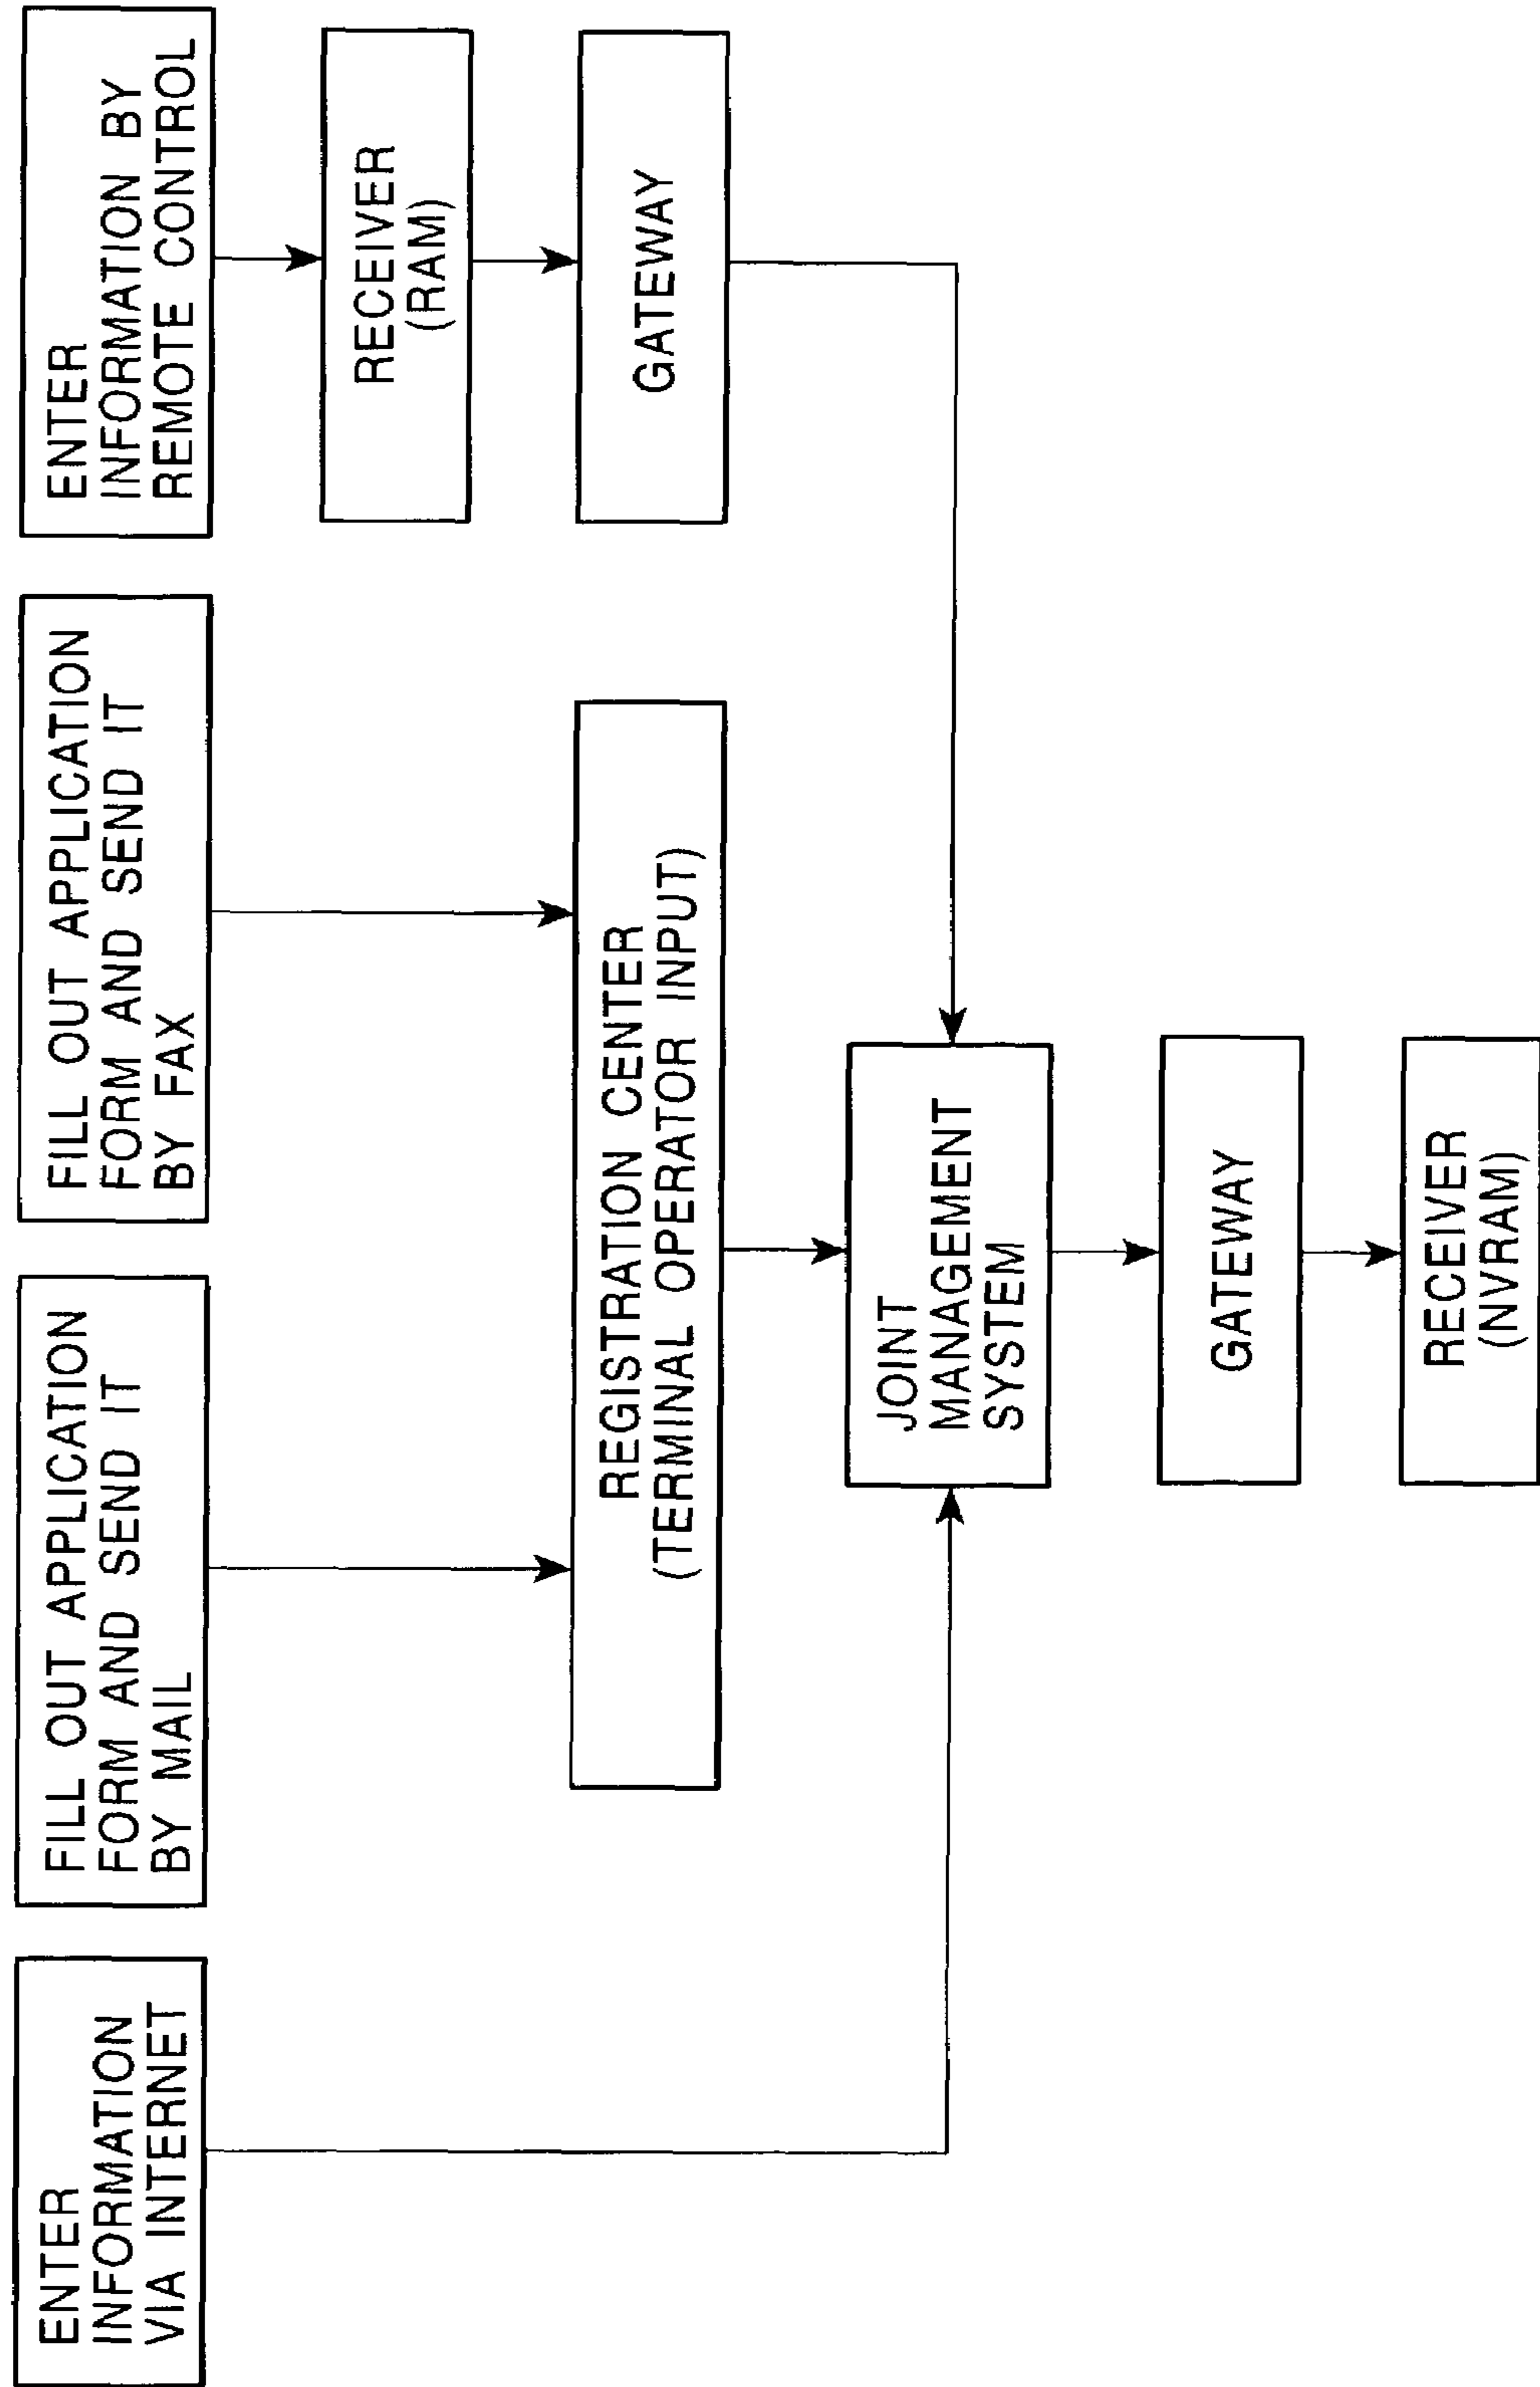 ENTER
INFORMATION
VIA INTERNET
FILL OUT APPLICATION
FORM AND SEND IT
BY MAIL
FILL OUT APPLICATION
FORM AND SEND IT
BY FAX
ENTER
INFORMATION BY
REMOTE CONTROL
RECEIVER
(RAM)
GATEWAY
REGISTRATION CENTER
(TERMINAL OPERATOR INPUT)
JOINT
MANAGEMENT
SYSTEM
GATEWAY
RECEIVER
(NVRAM)